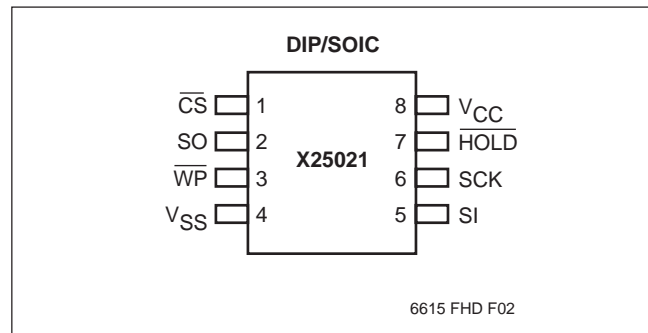 DIP/SOIC
CS 1 8 VCC
SO 2 X25021 7 HOLD
WP 3 6 SCK
VSS 4 5 SI
6615 FHD F02